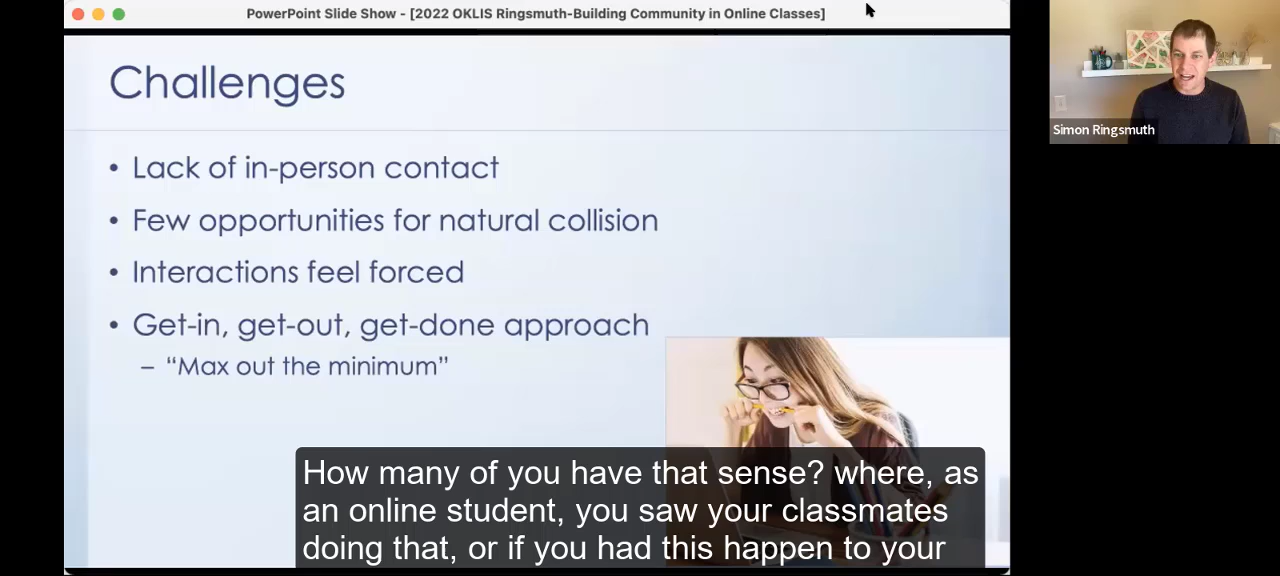 PowerPoint Slide Show - [2022 OKLIS Ringsmuth-Building Community in Online Classes]
Challenges
• Lack of in-person contact
• Few opportunities for natural collision
• Interactions feel forced
• Get-in, get-out, get-done approach
– “Max out the minimum”
How many of you have that sense? where, as
an online student, you saw your classmates
doing that, or if you had this happen to your
Simon Ringsmuth